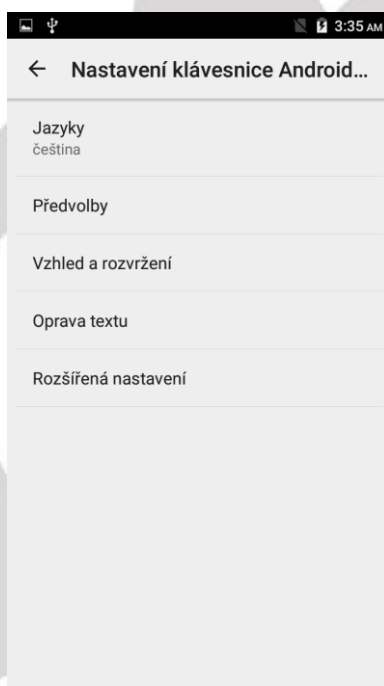 3:35 AM
Nastavení klávesnice Android...
Jazyky
čeština
Předvolby
Vzhled a rozvržení
Oprava textu
Rozšířená nastavení